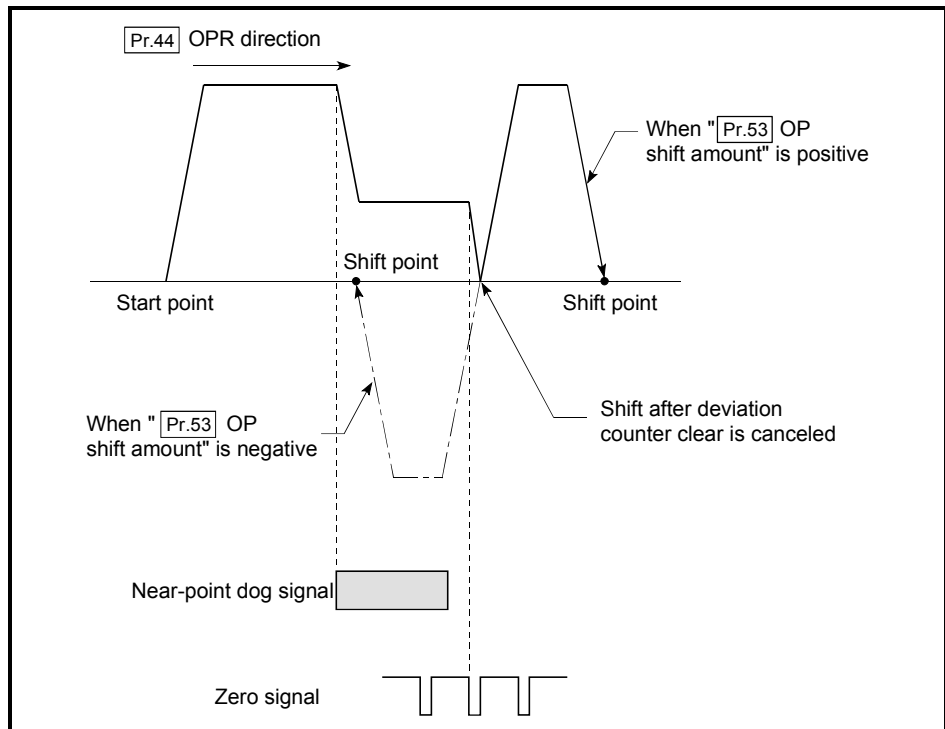 Pr.44 OPR direction
When " Pr.53 OP
shift amount" is positive
Shift point
Start point
Shift point
When " Pr.53 OP
shift amount" is negative
Shift after deviation
counter clear is canceled
Near-point dog signal
Zero signal